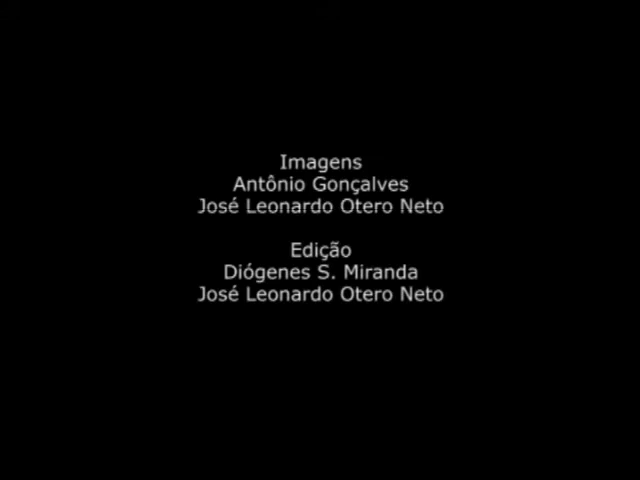 Imagens
Antônio Gonçalves
José Leonardo Otero Neto
Edição
Diógenes S. Miranda
José Leonardo Otero Neto